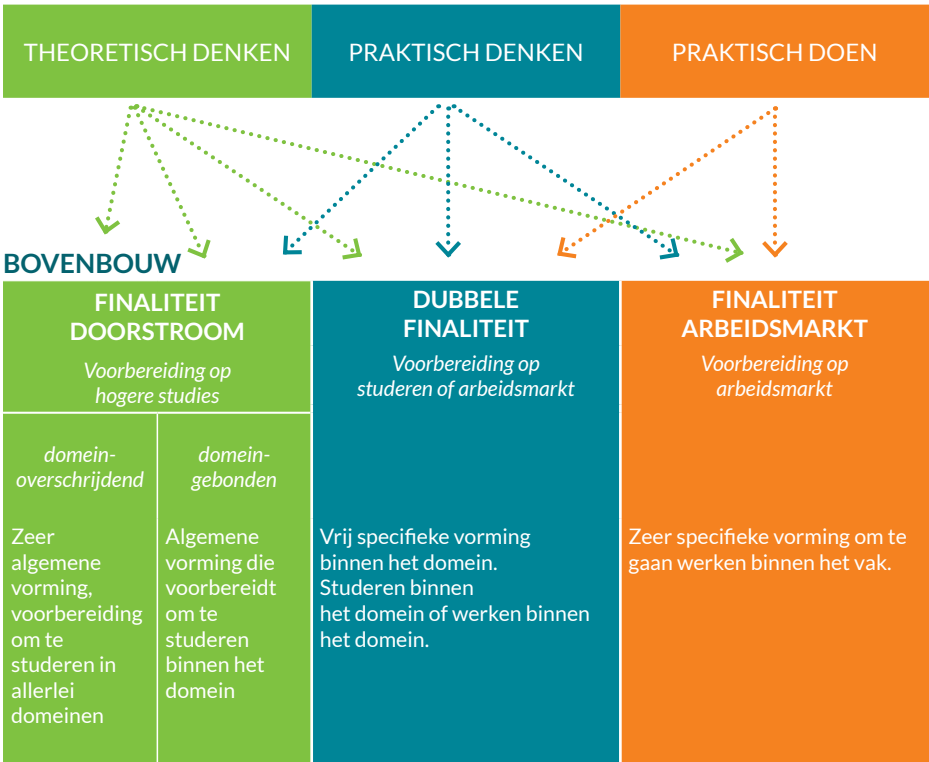 THEORETISCH DENKEN
PRAKTISCH DENKEN
PRAKTISCH DOEN
BOVENBOUW
FINALITEIT
DOORSTROOM
Voorbereiding op
hogere studies
domein-
overschrijdend
Zeer
algemene
vorming,
voorbereiding
om te
studeren in
allerlei
domeinen
domein-
gebonden
Algemene
vorming die
voorbereidt
om te
studeren
binnen het
domein
DUBBELE
FINALITEIT
Voorbereiding op
studeren of arbeidsmarkt
Vrij specifieke vorming
binnen het domein.
Studeren binnen
het domein of werken binnen
het domein.
FINALITEIT
ARBEIDSMARKT
Voorbereiding op
arbeidsmarkt
Zeer specifieke vorming om te
gaan werken binnen het vak.